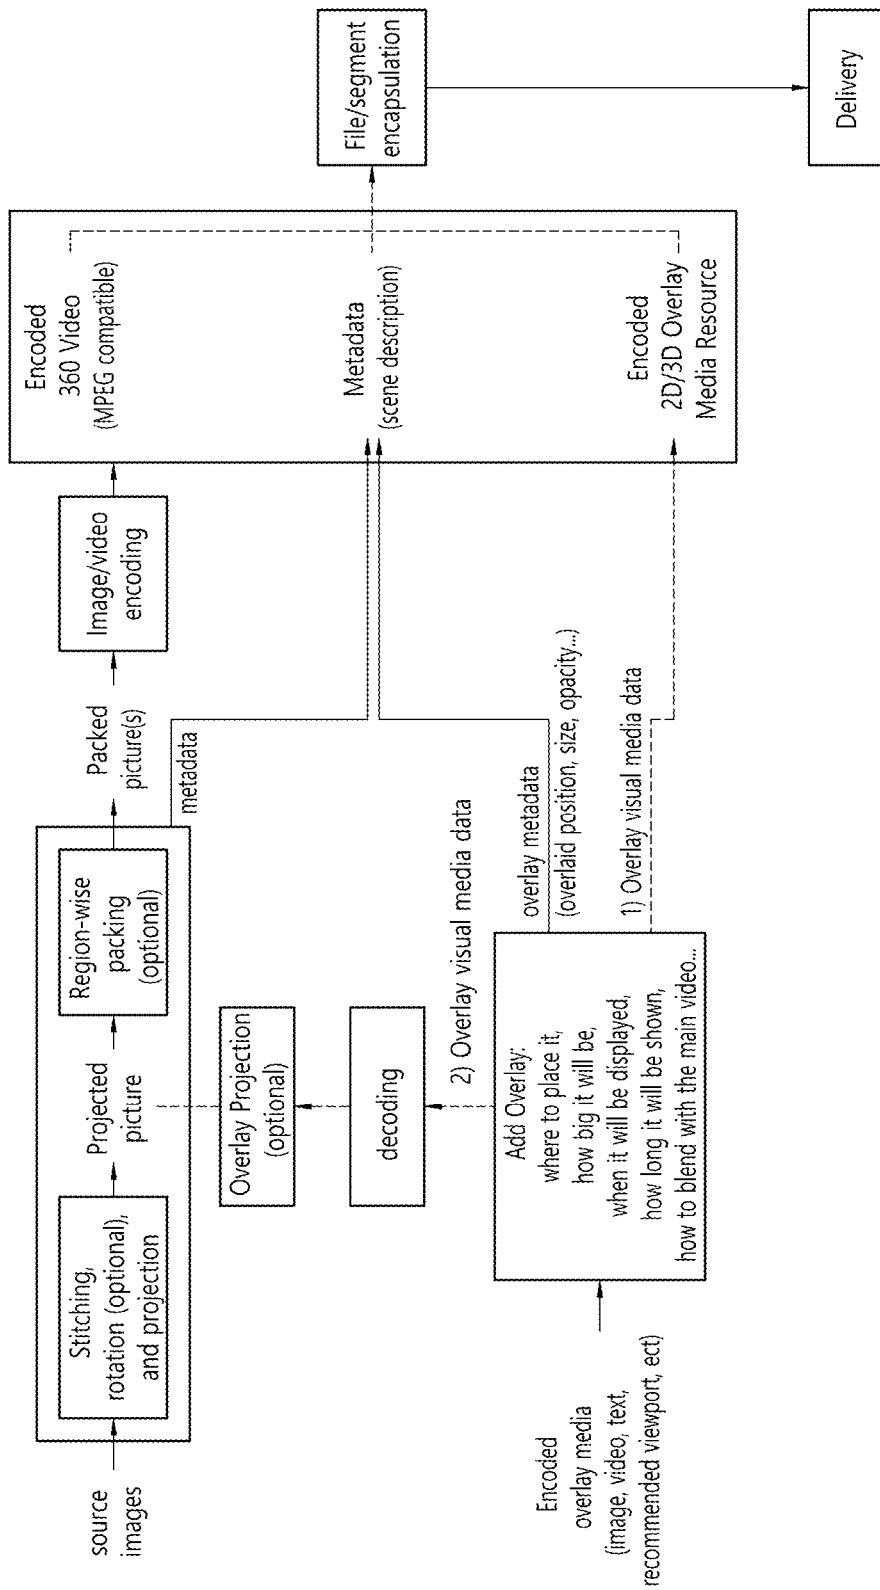 source
images
Stitching,
rotation (optional),
and projection
Projected
picture
Region-wise
packing
(optional)
Packed
picture(s)
Image/video
encoding
metadata
Encoded
360 Video
(MPEG compatible)
Metadata
(scene description)
Encoded
2D/3D Overlay
Media Resource
File/segment
encapsulation
Delivery
Overlay Projection
(optional)
decoding
2) Overlay visual media data
Encoded
overlay media
(image, video, text,
recommended viewport, ect)
Add Overlay:
where to place it,
how big it will be,
when it will be displayed,
how long it will be shown,
how to blend with the main video...
overlay metadata
(overlaid position, size, opacity...)
1) Overlay visual media data